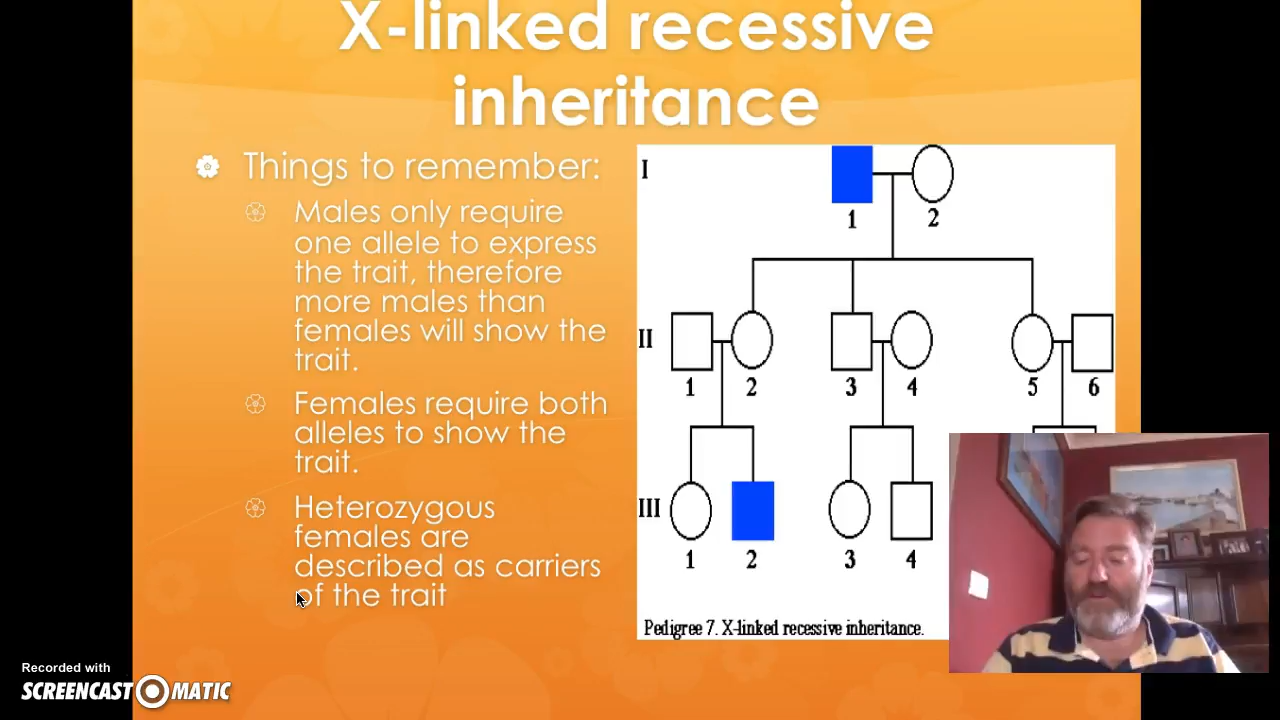 X-linked recessive
inheritance
Things to remember:
Males only require
one allele to express
the trait, therefore
more males than
females will show the
trait.
Females require both
alleles to show the
trait.
Heterozygous
females are
described as carriers
of the trait
I
1 2
II
1 2 3 4 5 6
III
1 2 3 4
Pedigree 7. X-linked recessive inheritance.
Recorded with
SCREENCAST MATIC